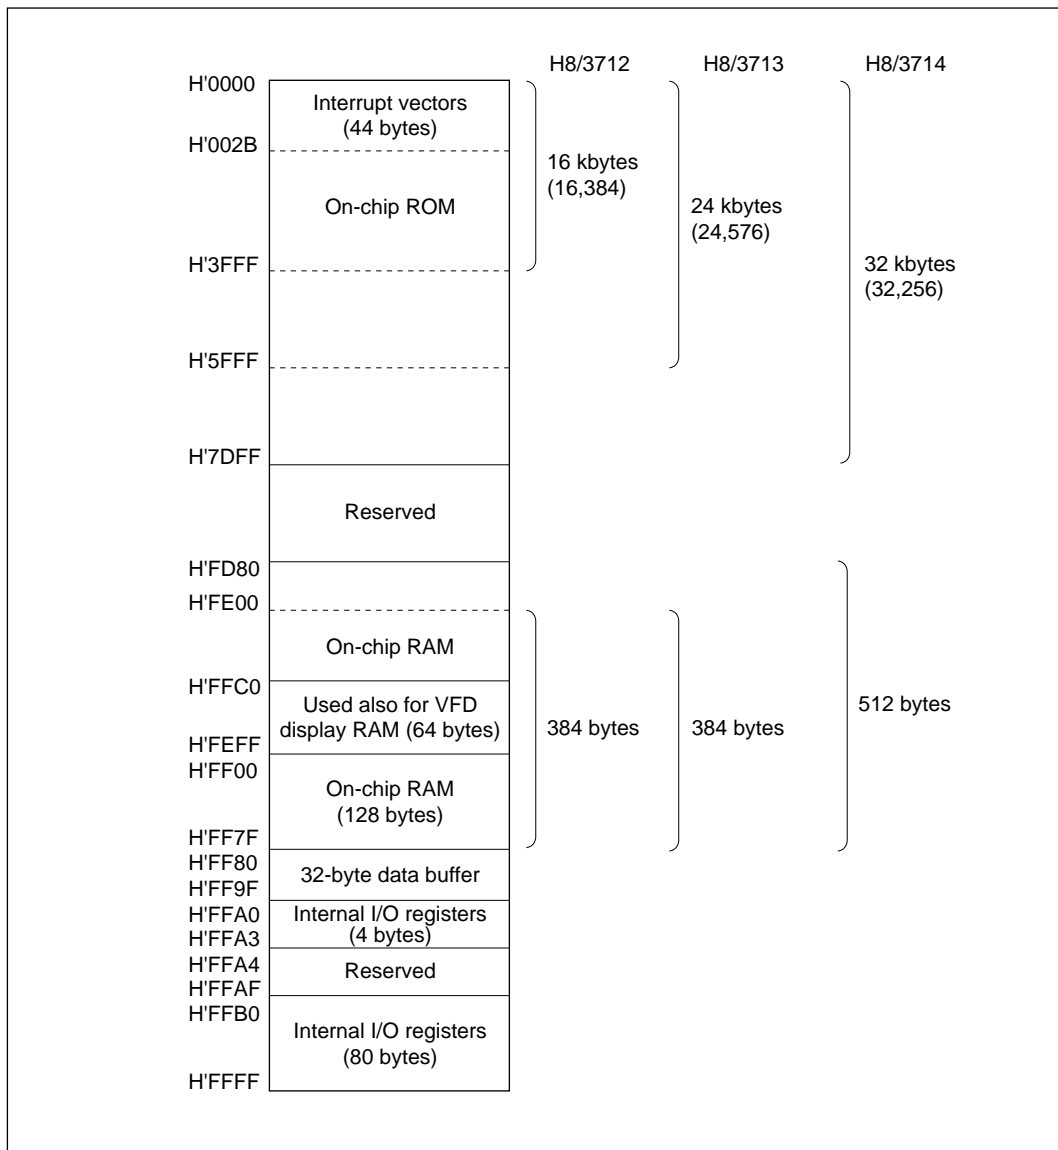 H8/3712 H8/3713 H8/3714
H'0000
Interrupt vectors
(44 bytes)
H'002B
16 kbytes
(16,384)
On-chip ROM
24 kbytes
(24,576)
H'3FFF
32 kbytes
(32,256)
H'5FFF
H'7DFF
Reserved
H'FD80
H'FE00
On-chip RAM
H'FFC0
Used also for VFD
display RAM (64 bytes)
384 bytes
384 bytes
512 bytes
H'FEFF
H'FF00
On-chip RAM
(128 bytes)
H'FF7F
H'FF80
32-byte data buffer
H'FF9F
H'FFA0
Internal I/O registers
(4 bytes)
H'FFA3
H'FFA4
Reserved
H'FFAF
H'FFB0
Internal I/O registers
(80 bytes)
H'FFFF